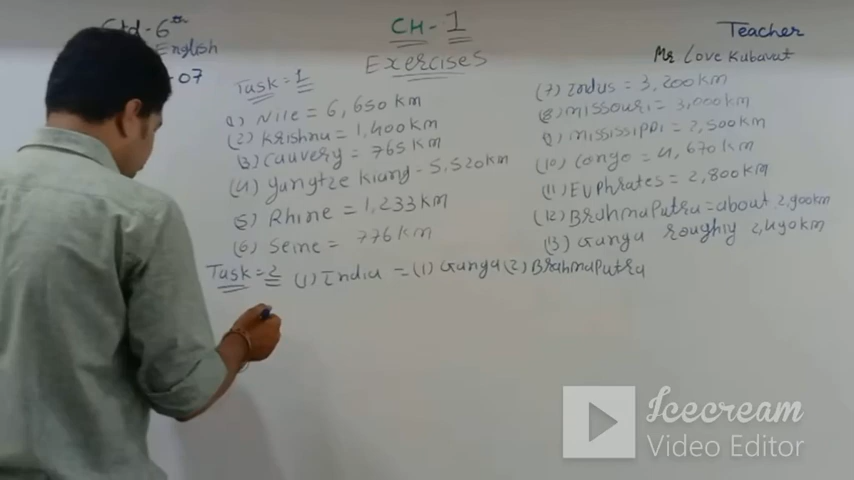 Std-6th
English
-07
CH-1
Exercises
Teacher
Mr Love Kubavat
Task=1
(1) Nile = 6,650 km
(2) Krishna = 1,400 km
(3) Cauvery = 765 km
(4) Yangtze Kiang - 5,520 km
(5) Rhine = 1,233 km
(6) Seine = 776 km
(7) Indus = 3,200 km
(8) Missouri = 3,000 km
(9) Mississippi = 2,500 km
(10) Congo = 4,670 km
(11) Euphrates = 2,800 km
(12) Brahmaputra = about 2,900 km
(13) Ganga roughly 2,490 km
Task=2 (1) India = (1) Ganga (2) Brahmaputra
Icecream
Video Editor